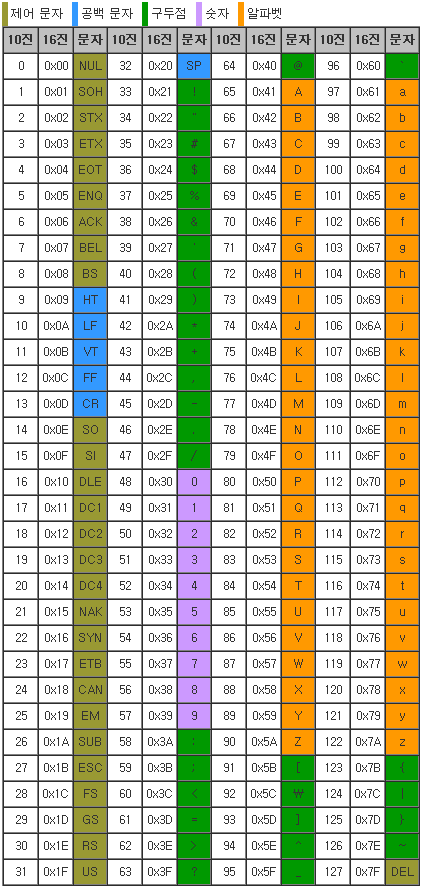 제어 문자 공백 문자 구두점 숫자 알파벳
10진 16진 문자 10진 16진 문자 10진 16진 문자 10진 16진 문자
0 0x00 NUL 32 0x20 SP 64 0x40 @ 96 0x60 `
1 0x01 SOH 33 0x21 ! 65 0x41 A 97 0x61 a
2 0x02 STX 34 0x22 " 66 0x42 B 98 0x62 b
3 0x03 ETX 35 0x23 # 67 0x43 C 99 0x63 c
4 0x04 EOT 36 0x24 $ 68 0x44 D 100 0x64 d
5 0x05 ENQ 37 0x25 % 69 0x45 E 101 0x65 e
6 0x06 ACK 38 0x26 & 70 0x46 F 102 0x66 f
7 0x07 BEL 39 0x27 ' 71 0x47 G 103 0x67 g
8 0x08 BS 40 0x28 ( 72 0x48 H 104 0x68 h
9 0x09 HT 41 0x29 ) 73 0x49 I 105 0x69 i
10 0x0A LF 42 0x2A * 74 0x4A J 106 0x6A j
11 0x0B VT 43 0x2B + 75 0x4B K 107 0x6B k
12 0x0C FF 44 0x2C , 76 0x4C L 108 0x6C l
13 0x0D CR 45 0x2D - 77 0x4D M 109 0x6D m
14 0x0E SO 46 0x2E . 78 0x4E N 110 0x6E n
15 0x0F SI 47 0x2F / 79 0x4F O 111 0x6F o
16 0x10 DLE 48 0x30 0 80 0x50 P 112 0x70 p
17 0x11 DC1 49 0x31 1 81 0x51 Q 113 0x71 q
18 0x12 DC2 50 0x32 2 82 0x52 R 114 0x72 r
19 0x13 DC3 51 0x33 3 83 0x53 S 115 0x73 s
20 0x14 DC4 52 0x34 4 84 0x54 T 116 0x74 t
21 0x15 NAK 53 0x35 5 85 0x55 U 117 0x75 u
22 0x16 SYN 54 0x36 6 86 0x56 V 118 0x76 v
23 0x17 ETB 55 0x37 7 87 0x57 W 119 0x77 w
24 0x18 CAN 56 0x38 8 88 0x58 X 120 0x78 x
25 0x19 EM 57 0x39 9 89 0x59 Y 121 0x79 y
26 0x1A SUB 58 0x3A : 90 0x5A Z 122 0x7A z
27 0x1B ESC 59 0x3B ; 91 0x5B [ 123 0x7B {
28 0x1C FS 60 0x3C < 92 0x5C ₩ 124 0x7C |
29 0x1D GS 61 0x3D = 93 0x5D ] 125 0x7D }
30 0x1E RS 62 0x3E > 94 0x5E ^ 126 0x7E ~
31 0x1F US 63 0x3F ? 95 0x5F _ 127 0x7F DEL